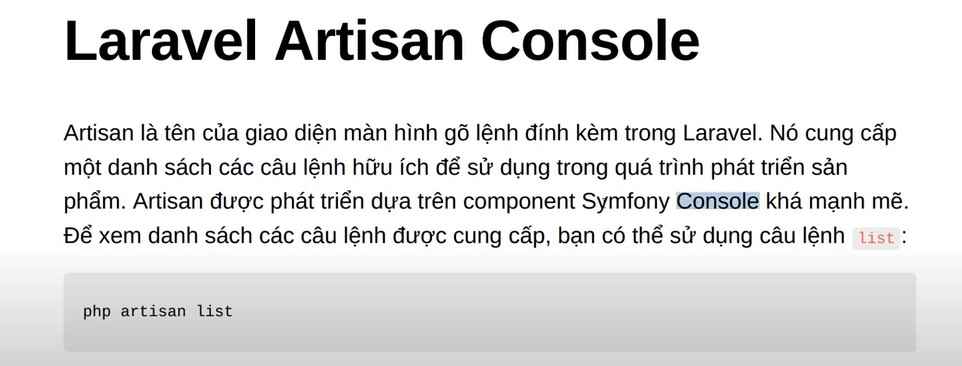 Laravel Artisan Console
Artisan là tên của giao diện màn hình gõ lệnh đính kèm trong Laravel. Nó cung cấp
một danh sách các câu lệnh hữu ích để sử dụng trong quá trình phát triển sản
phẩm. Artisan được phát triển dựa trên component Symfony Console khá mạnh mẽ.
Để xem danh sách các câu lệnh được cung cấp, bạn có thể sử dụng câu lệnh list:
php artisan list